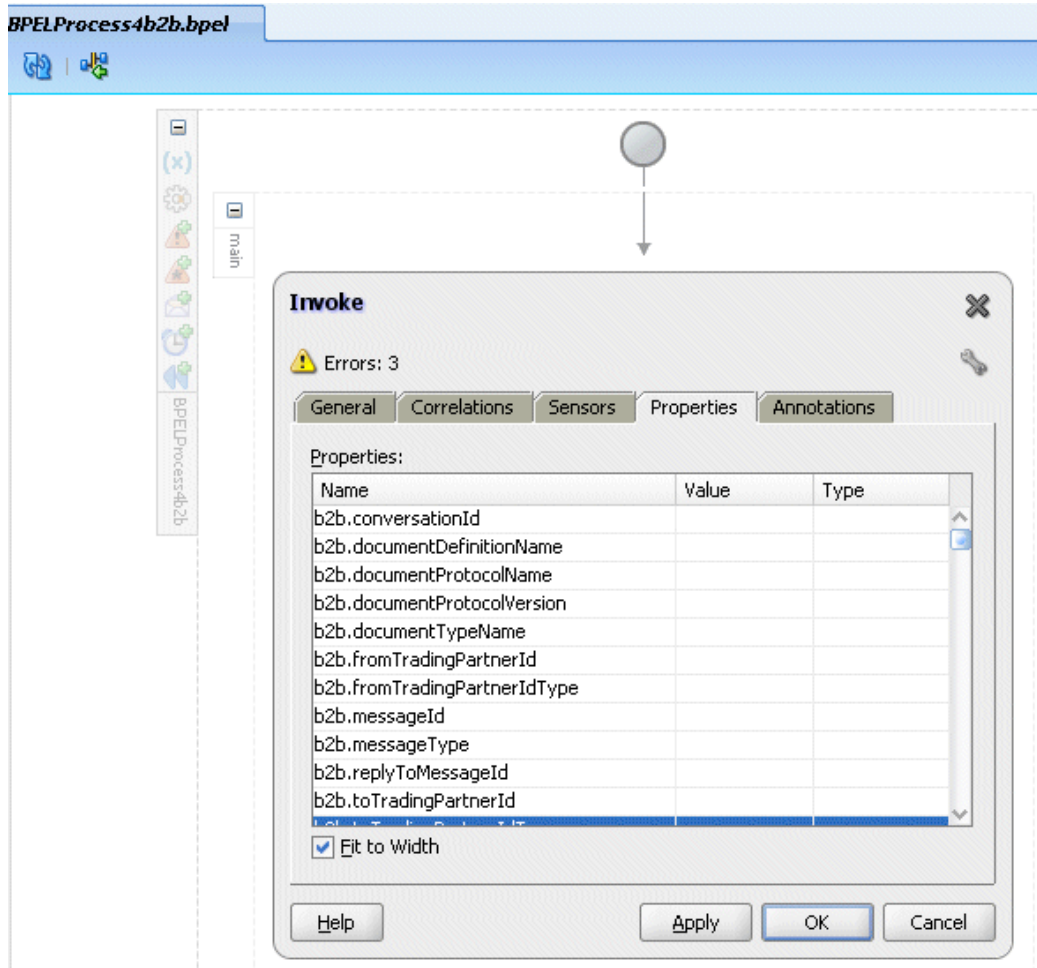 BPELProcess4b2b.bpel
(x)
main
BPELProcess4b2b
Invoke
Errors: 3
General Correlations Sensors Properties Annotations
Properties:
Name Value Type
b2b.conversationId
b2b.documentDefinitionName
b2b.documentProtocolName
b2b.documentProtocolVersion
b2b.documentTypeName
b2b.fromTradingPartnerId
b2b.fromTradingPartnerIdType
b2b.messageId
b2b.messageType
b2b.replyToMessageId
b2b.toTradingPartnerId
Fit to Width
Help Apply OK Cancel